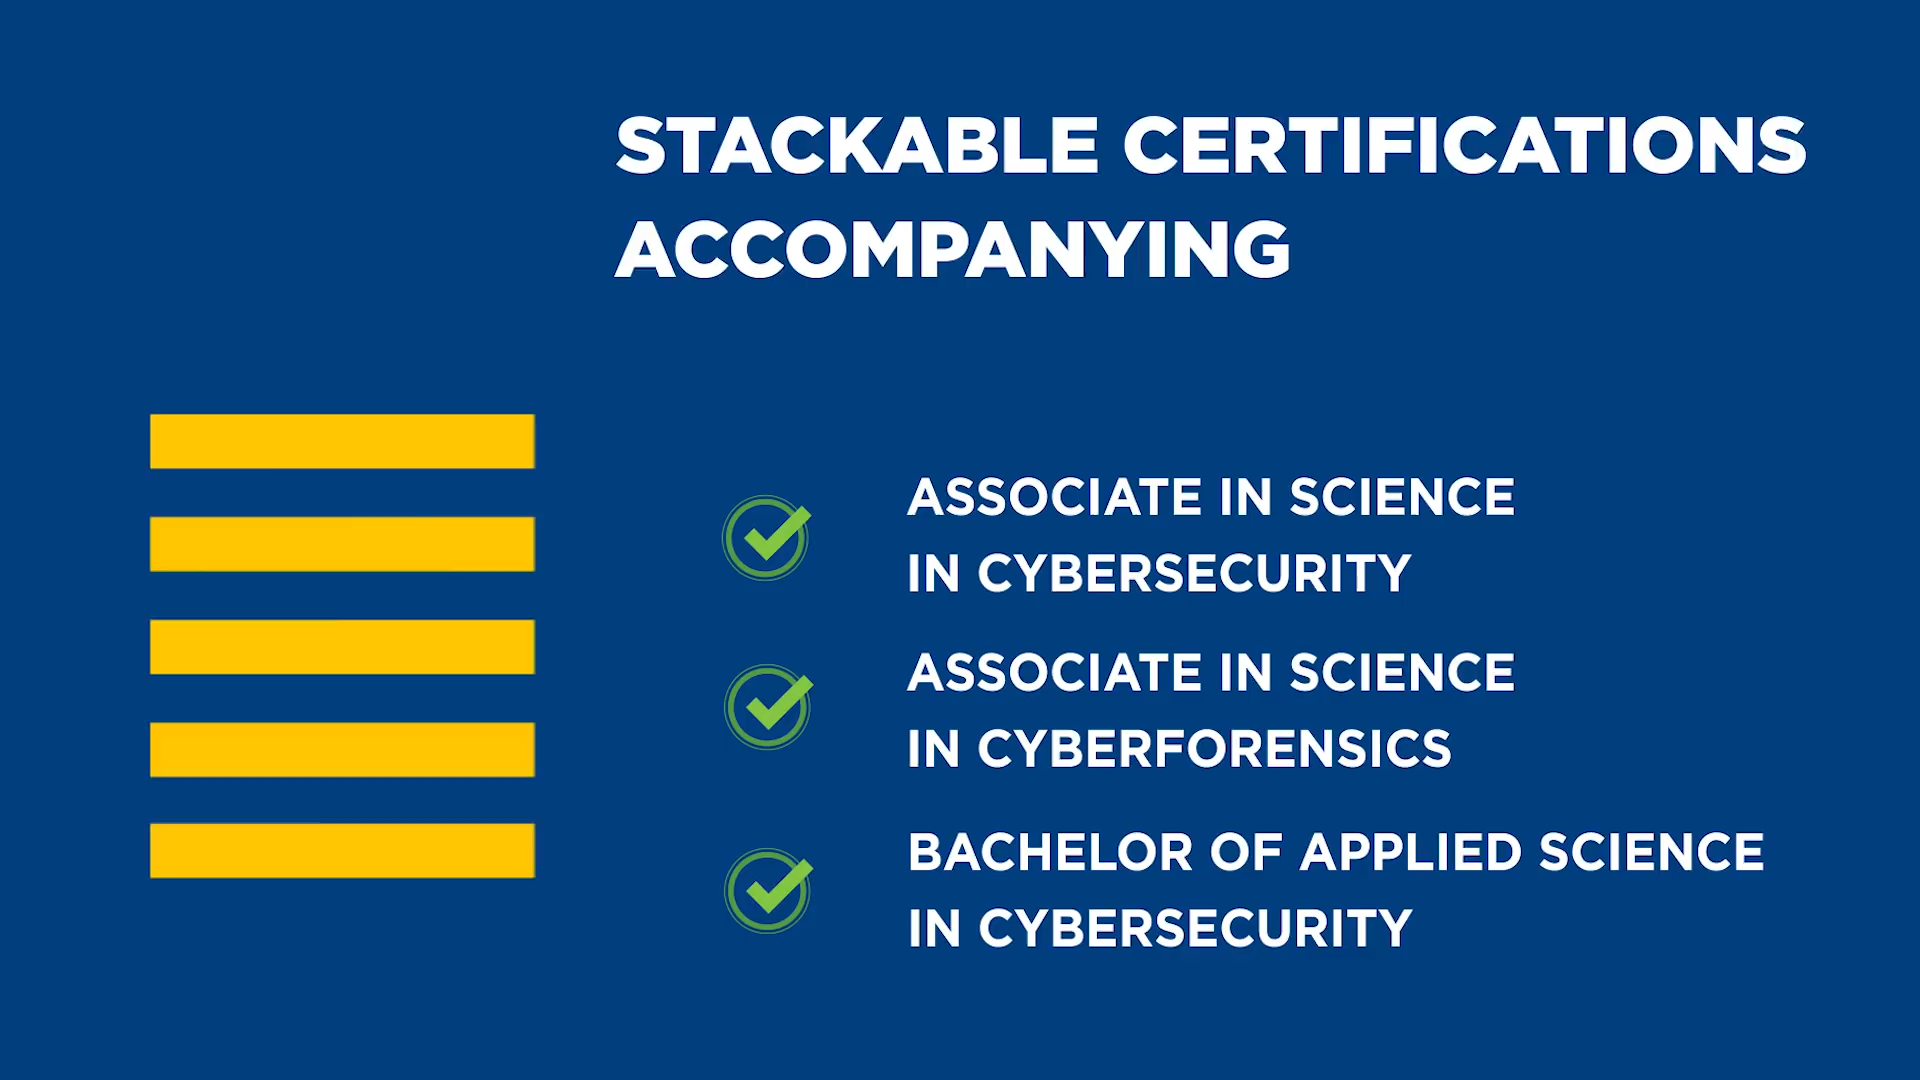 STACKABLE CERTIFICATIONS
ACCOMPANYING
ASSOCIATE IN SCIENCE
IN CYBERSECURITY
ASSOCIATE IN SCIENCE
IN CYBERFORENSICS
BACHELOR OF APPLIED SCIENCE
IN CYBERSECURITY